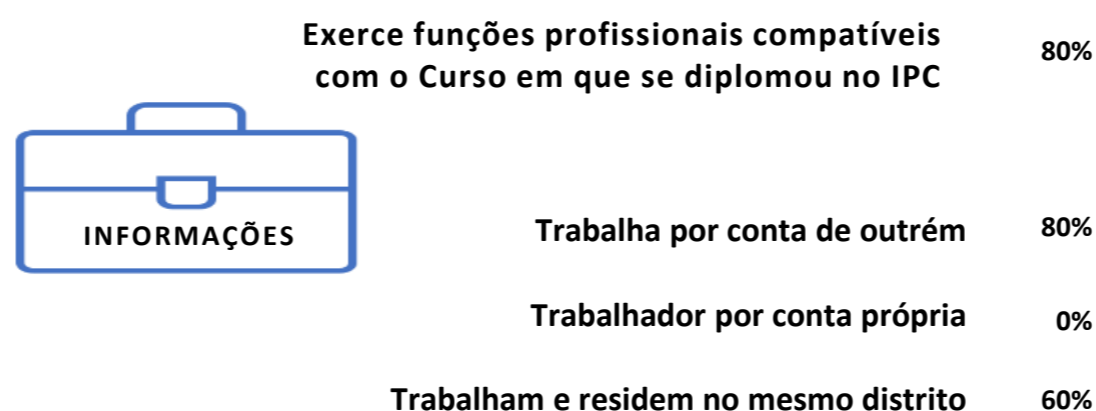 Exerce funções profissionais compatíveis
com o Curso em que se diplomou no IPC
80%
INFORMAÇÕES
Trabalha por conta de outrém
80%
Trabalhador por conta própria
0%
Trabalham e residem no mesmo distrito
60%